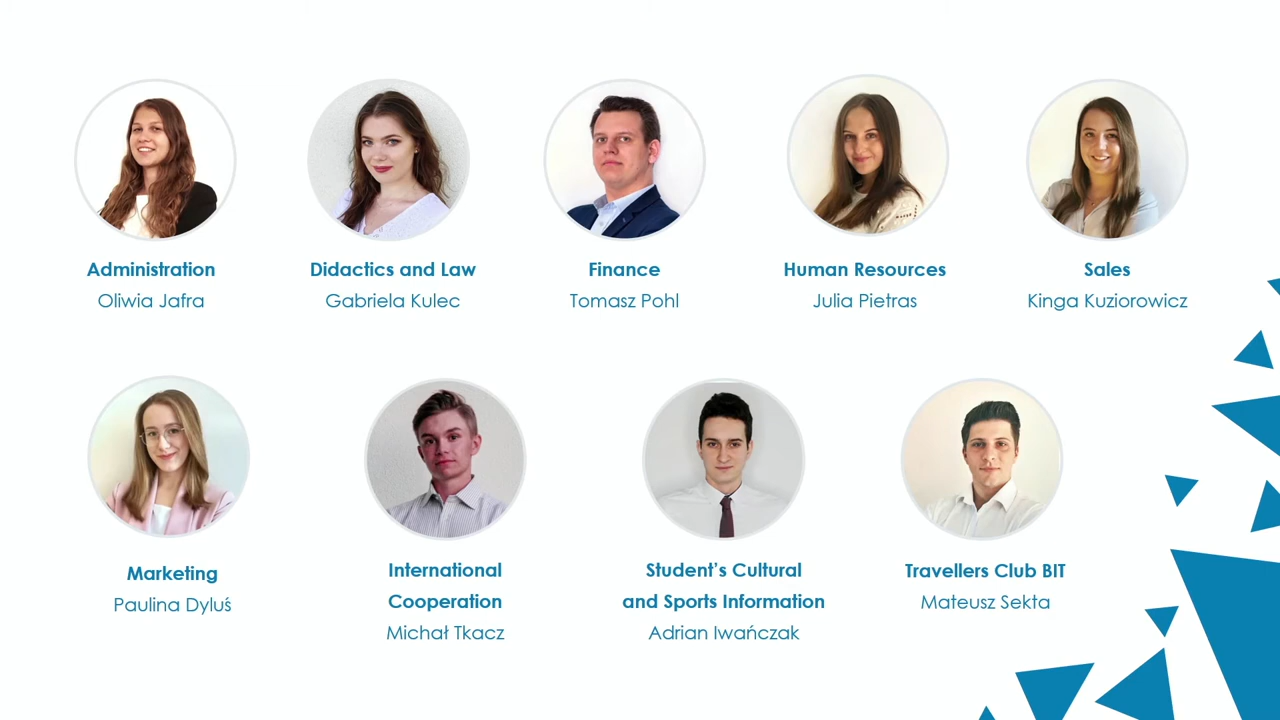 Administration
Oliwia Jafra
Didactics and Law
Gabriela Kulec
Finance
Tomasz Pohl
Human Resources
Julia Pietras
Sales
Kinga Kuziorowicz
Marketing
Paulina Dyluś
International
Cooperation
Michał Tkacz
Student’s Cultural
and Sports Information
Adrian Iwańczak
Travellers Club BIT
Mateusz Sekta